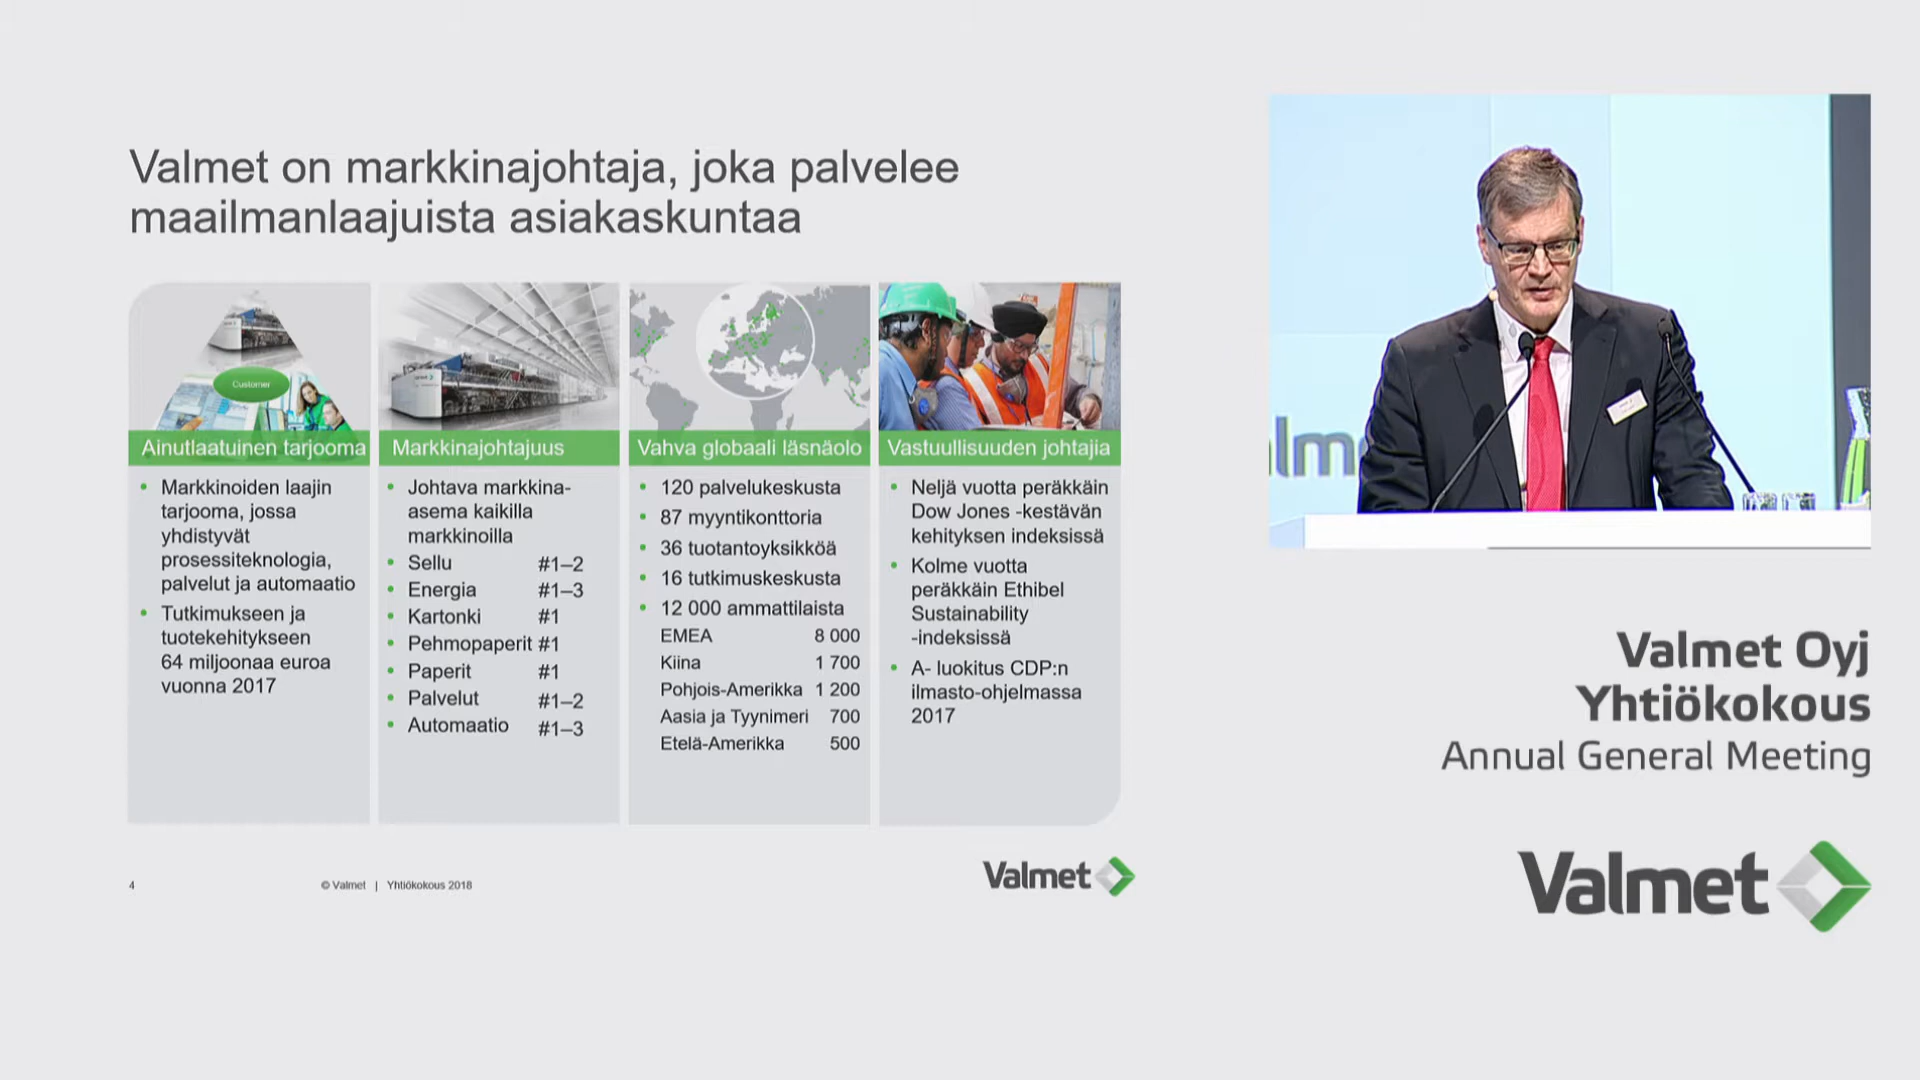 Valmet on markkinajohtaja, joka palvelee
maailmanlaajuista asiakaskuntaa
Customer
Ainutlaatuinen tarjooma
• Markkinoiden laajin
tarjooma, jossa
yhdistyvät
prosessiteknologia,
palvelut ja automaatio
• Tutkimukseen ja
tuotekehitykseen
64 miljoonaa euroa
vuonna 2017
Markkinajohtajuus
• Johtava markkina-
asema kaikilla
markkinoilla
• Sellu #1–2
• Energia #1–3
• Kartonki #1
• Pehmopaperit #1
• Paperit #1
• Palvelut #1–2
• Automaatio #1–3
Vahva globaali läsnäolo
• 120 palvelukeskusta
• 87 myyntikonttoria
• 36 tuotantoyksikköä
• 16 tutkimuskeskusta
• 12 000 ammattilaista
EMEA 8 000
Kiina 1 700
Pohjois-Amerikka 1 200
Aasia ja Tyynimeri 700
Etelä-Amerikka 500
Vastuullisuuden johtajia
• Neljä vuotta peräkkäin
Dow Jones -kestävän
kehityksen indeksissä
• Kolme vuotta
peräkkäin Ethibel
Sustainability
-indeksissä
• A- luokitus CDP:n
ilmasto-ohjelmassa
2017
4
© Valmet | Yhtiökokous 2018
Valmet
alm
Valmet Oyj
Yhtiökokous
Annual General Meeting
Valmet